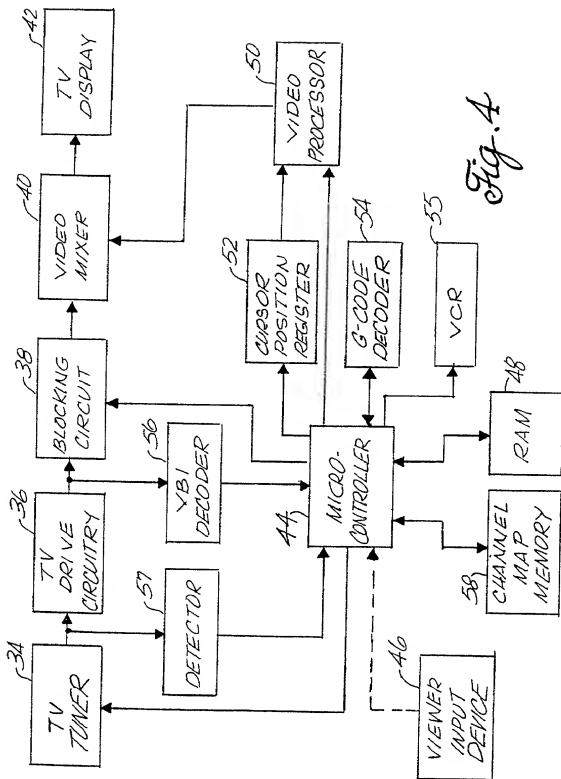 34
TV
TUNER
36
TV
DRIVE
CIRCUITRY
38
BLOCKING
CIRCUIT
40
VIDEO
MIXER
42
TV
DISPLAY
57
DETECTOR
56
VBI
DECODER
52
CURSOR
POSITION
REGISTER
50
VIDEO
PROCESSOR
44
MICRO-
CONTROLLER
54
G-CODE
DECODER
55
VCR
46
VIEWER
INPUT
DEVICE
58
CHANNEL
MAP
MEMORY
48
RAM
Fig. 4